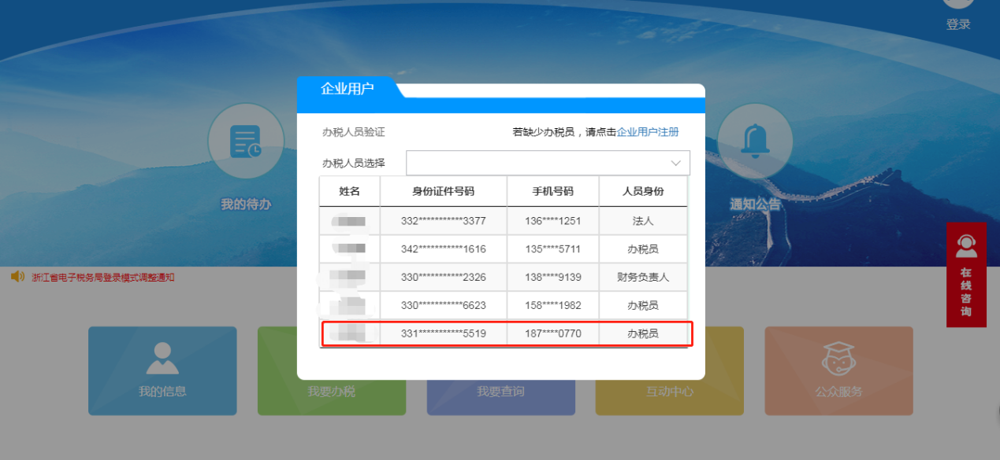 登录
企业用户
办税人员验证 若缺少办税员，请点击企业用户注册
办税人员选择
姓名 身份证件号码 手机号码 人员身份
332***********3377 136****1251 法人
342***********1616 135****5711 办税员
330***********2326 138****9139 财务负责人
330***********6623 158****1982 办税员
331***********5519 187****0770 办税员
我的待办
通知公告
浙江省电子税务局登录模式调整通知
在线咨询
我的信息 我要办税 我要查询 互动中心 公众服务